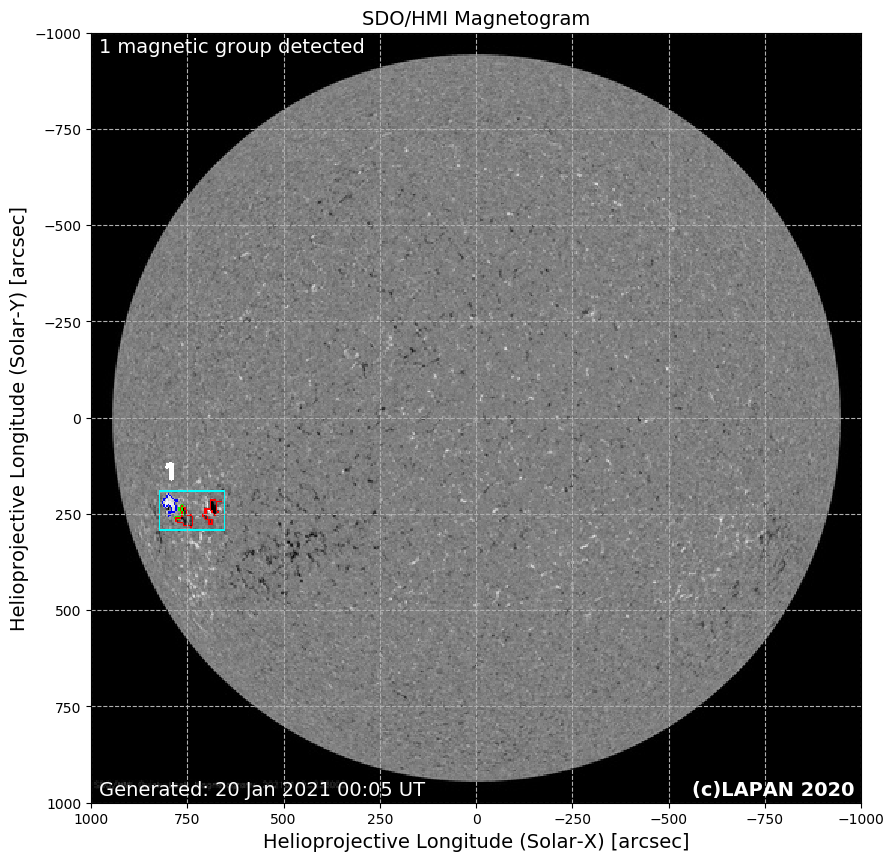 SDO/HMI Magnetogram
1 magnetic group detected
−1000
−750
−500
−250
0
250
500
750
1000
Helioprojective Longitude (Solar-Y) [arcsec]
1
Generated: 20 Jan 2021 00:05 UT
(c)LAPAN 2020
1000 750 500 250 0 −250 −500 −750 −1000
Helioprojective Longitude (Solar-X) [arcsec]